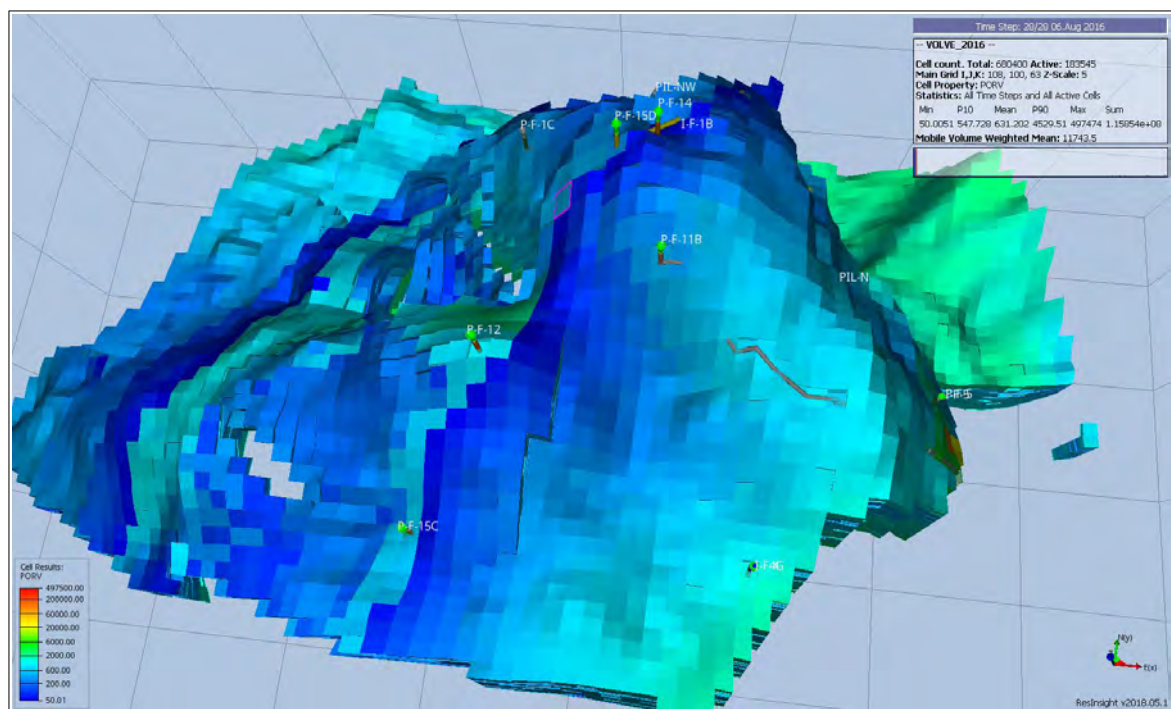 Time Step: 20/20 06.Aug 2016
-- VOLVE_2016 --
Cell count. Total: 680400 Active: 183545
Main Grid I,J,K: 108, 100, 63 Z-Scale: 5
Cell Property: PORV
Statistics: All Time Steps and All Active Cells
Min P10 Mean P90 Max Sum
50.0051 547.728 631.202 4529.51 497474 1.15854e+08
Mobile Volume Weighted Mean: 11743.5
PIL-NW
P-F-14
P-F-1C
P-F-15D
I-F-1B
P-F-11B
PIL-N
P-F-12
P-F-15C
Cell Results:
PORV
497500.00
200000.00
60000.00
20000.00
6000.00
2000.00
600.00
200.00
50.01
N(y)
E(x)
ResInsight v2018.05.1